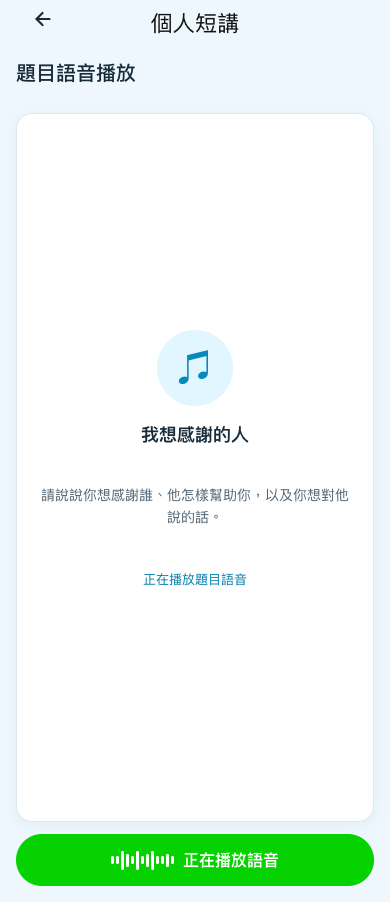 個人短講
題目語音播放
我想感謝的人
請說說你想感謝誰、他怎樣幫助你，以及你想對他
說的話。
正在播放題目語音
正在播放語音